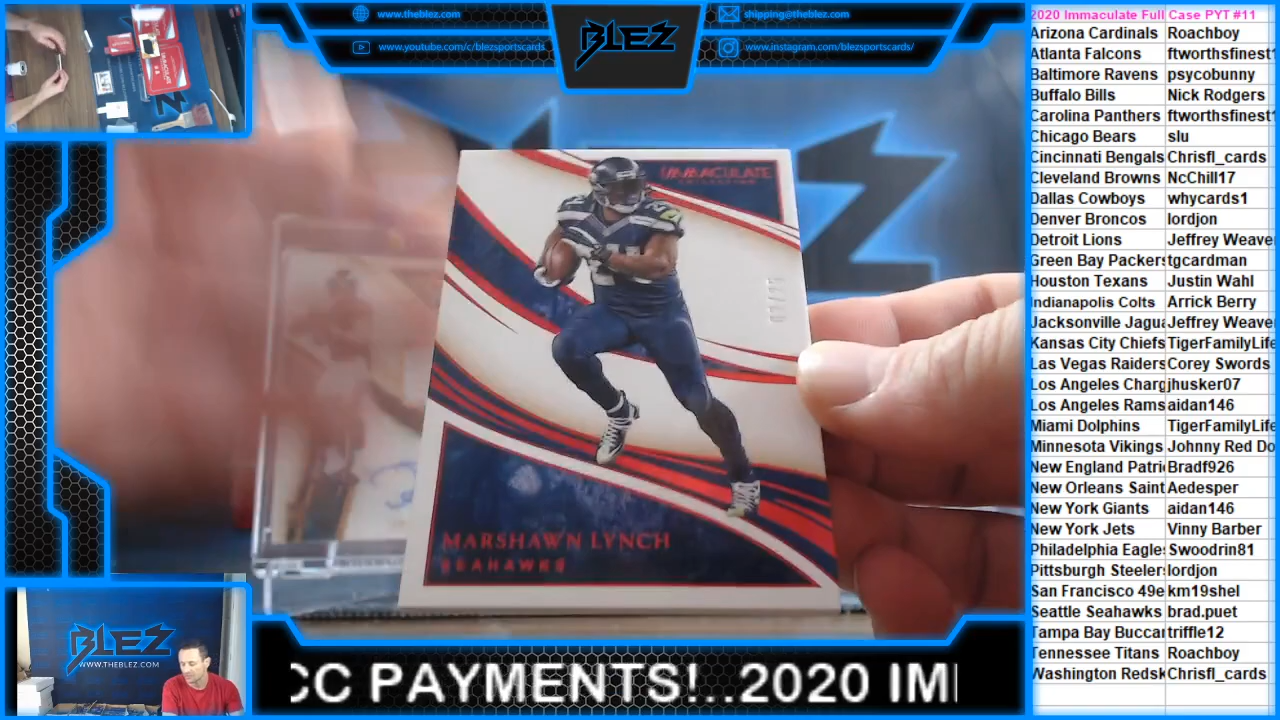 www.theblez.com
www.youtube.com/c/blezsportscards
BLEZ
shipping@theblez.com
www.instagram.com/blezsportscards/
IMMACULATE
COLLECTION
MARSHAWN LYNCH
SEAHAWKS
BLEZ
WWW.THEBLEZ.COM
CC PAYMENTS!..2020 IM
2020 Immaculate Full Case PYT #11
Arizona Cardinals Roachboy
Atlanta Falcons ftworthsfinest1
Baltimore Ravens psycobunny
Buffalo Bills Nick Rodgers
Carolina Panthers ftworthsfinest1
Chicago Bears slu
Cincinnati Bengals Chrisfl_cards
Cleveland Browns NcChill17
Dallas Cowboys whycards1
Denver Broncos lordjon
Detroit Lions Jeffrey Weave
Green Bay Packers tgcardman
Houston Texans Justin Wahl
Indianapolis Colts Arrick Berry
Jacksonville Jagua Jeffrey Weave
Kansas City Chiefs TigerFamilyLife
Las Vegas Raiders Corey Swords
Los Angeles Charg jhusker07
Los Angeles Rams aidan146
Miami Dolphins TigerFamilyLife
Minnesota Vikings Johnny Red Do
New England Patri Bradf926
New Orleans Saint Aedesper
New York Giants aidan146
New York Jets Vinny Barber
Philadelphia Eagle Swoodrin81
Pittsburgh Steeler lordjon
San Francisco 49e km19shel
Seattle Seahawks brad.puet
Tampa Bay Bucca triffle12
Tennessee Titans Roachboy
Washington Redsk Chrisfl_cards